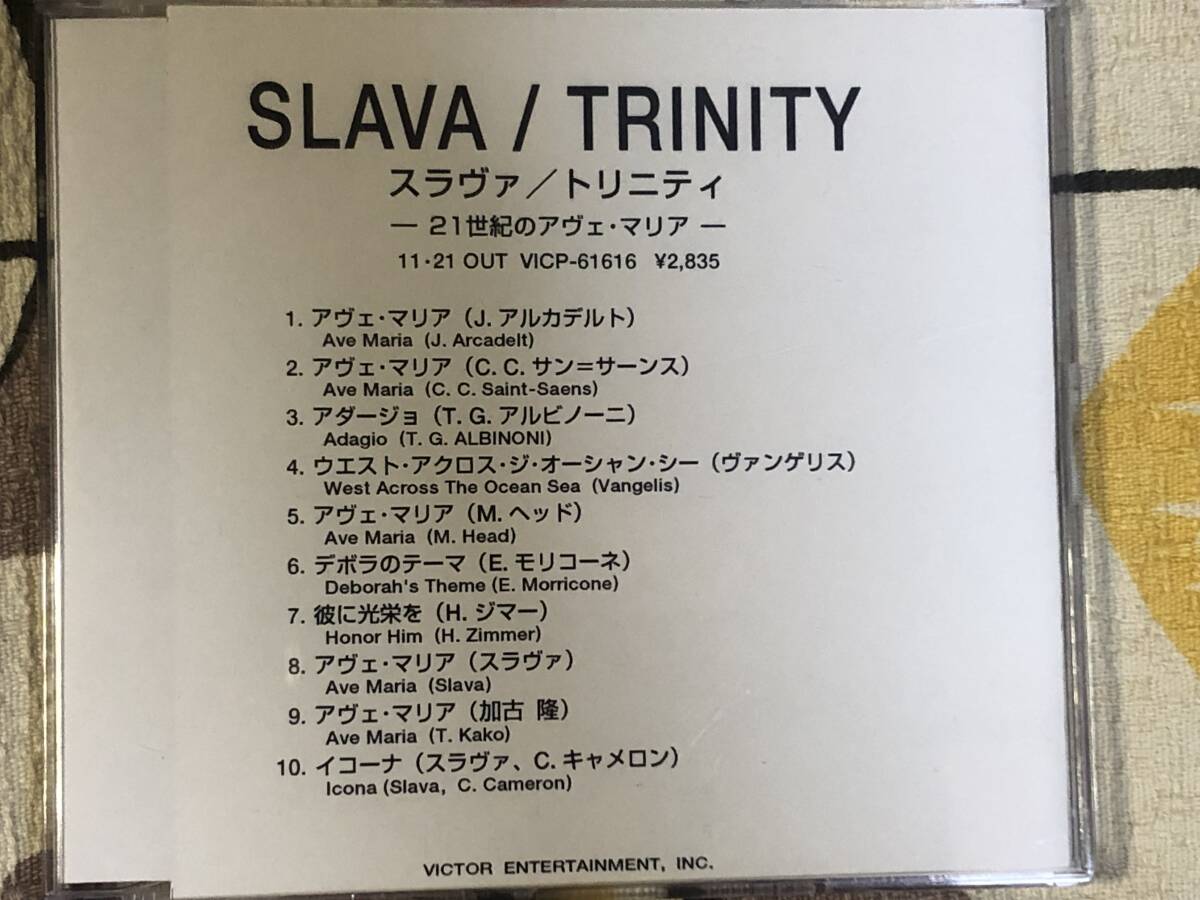 SLAVA / TRINITY
スラヴァ／トリニティ
― 21世紀のアヴェ・マリア ―
11・21 OUT VICP-61616 ¥2,835
1. アヴェ・マリア（J. アルカデルト）
Ave Maria (J. Arcadelt)
2. アヴェ・マリア（C. C. サン＝サーンス）
Ave Maria (C. C. Saint-Saens)
3. アダージョ（T. G. アルビノーニ）
Adagio (T. G. ALBINONI)
4. ウエスト・アクロス・ジ・オーシャン・シー（ヴァンゲリス）
West Across The Ocean Sea (Vangelis)
5. アヴェ・マリア（M. ヘッド）
Ave Maria (M. Head)
6. デボラのテーマ（E. モリコーネ）
Deborah's Theme (E. Morricone)
7. 彼に光栄を（H. ジマー）
Honor Him (H. Zimmer)
8. アヴェ・マリア（スラヴァ）
Ave Maria (Slava)
9. アヴェ・マリア（加古 隆）
Ave Maria (T. Kako)
10. イコーナ（スラヴァ、C. キャメロン）
Icona (Slava, C. Cameron)
VICTOR ENTERTAINMENT, INC.